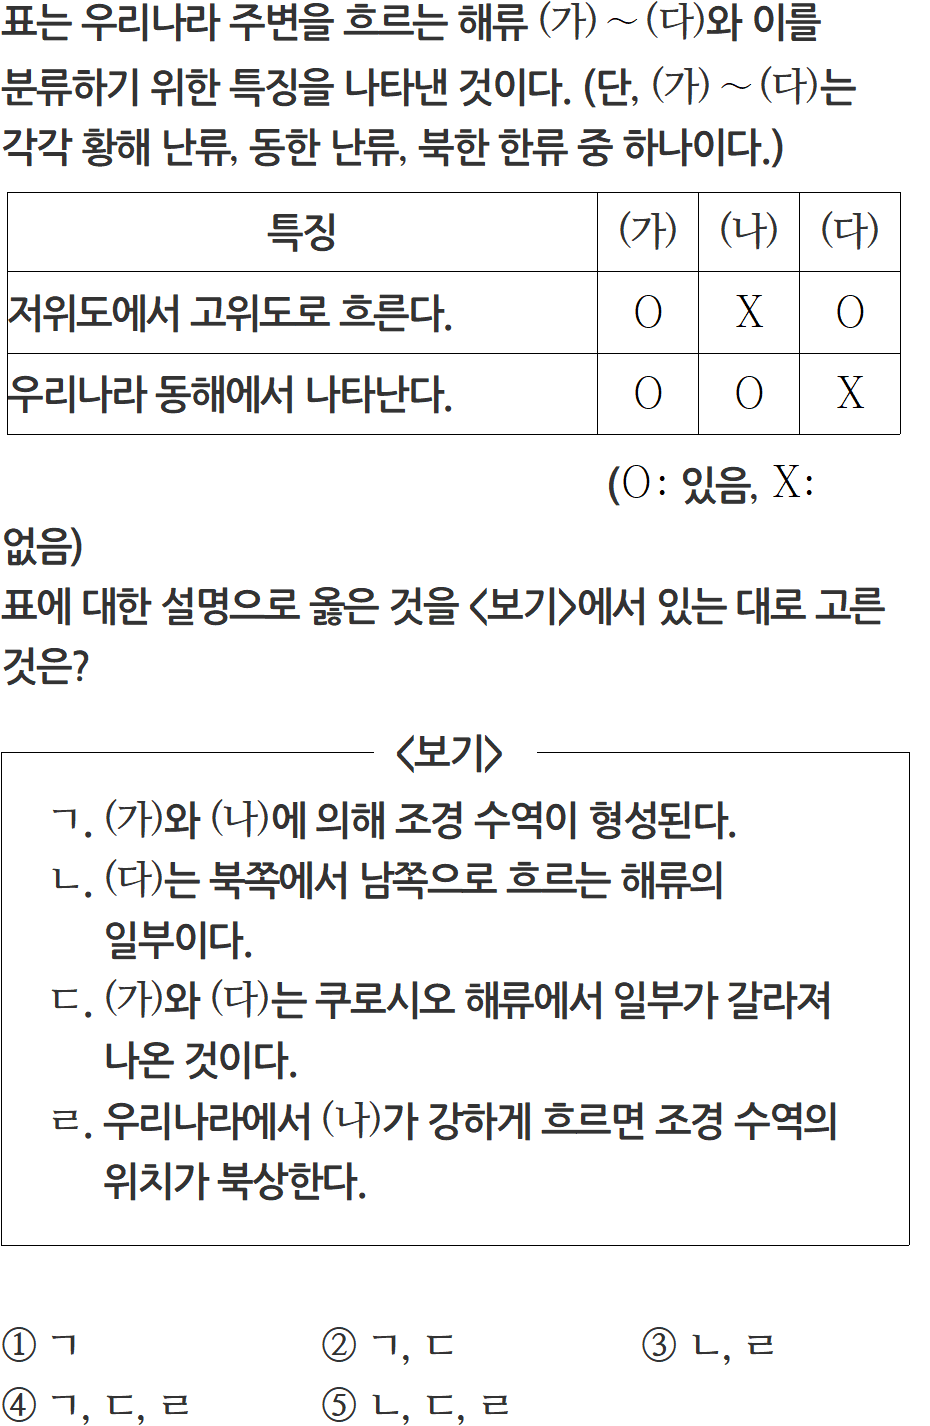 표는 우리나라 주변을 흐르는 해류 (가) ~ (다)와 이를
분류하기 위한 특징을 나타낸 것이다. (단, (가) ~ (다)는
각각 황해 난류, 동한 난류, 북한 한류 중 하나이다.)
특징 (가) (나) (다)
저위도에서 고위도로 흐른다. O X O
우리나라 동해에서 나타난다. O O X
(O: 있음, X:
없음)
표에 대한 설명으로 옳은 것을 <보기>에서 있는 대로 고른
것은?
<보기>
ㄱ. (가)와 (나)에 의해 조경 수역이 형성된다.
ㄴ. (다)는 북쪽에서 남쪽으로 흐르는 해류의
일부이다.
ㄷ. (가)와 (다)는 쿠로시오 해류에서 일부가 갈라져
나온 것이다.
ㄹ. 우리나라에서 (나)가 강하게 흐르면 조경 수역의
위치가 북상한다.
① ㄱ ② ㄱ, ㄷ ③ ㄴ, ㄹ
④ ㄱ, ㄷ, ㄹ ⑤ ㄴ, ㄷ, ㄹ